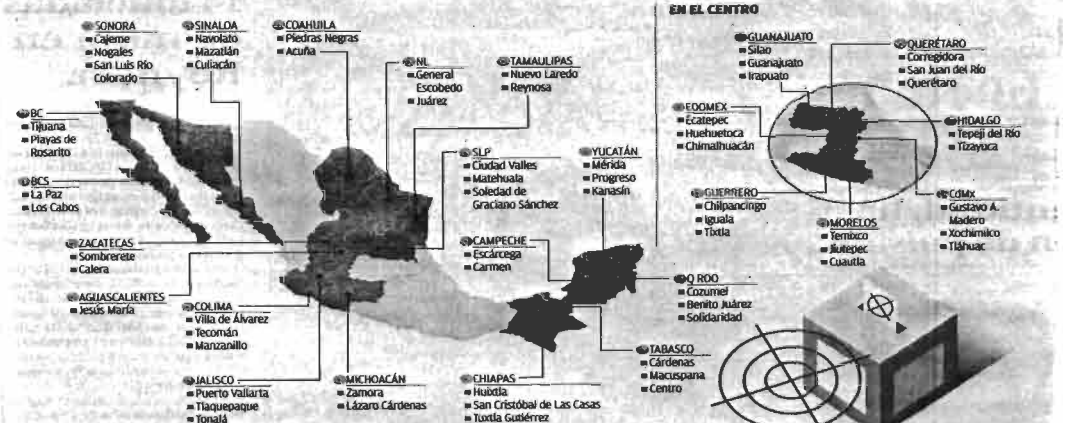 SONORA
Cajeme
Nogales
San Luis Río
Colorado
SINALOA
Navolato
Mazatlán
Culiacán
COAHUILA
Piedras Negras
Acuña
NL
General
Escobedo
Juárez
TAMAULIPAS
Nuevo Laredo
Reynosa
BC
Tijuana
Playas de
Rosarito
BCS
La Paz
Los Cabos
SLP
Ciudad Valles
Matehuala
Soledad de
Graciano Sánchez
YUCATÁN
Mérida
Progreso
Kanasín
ZACATECAS
Sombrerete
Calera
CAMPECHE
Escárcega
Carmen
AGUASCALIENTES
Jesús María
COLIMA
Villa de Álvarez
Tecomán
Manzanillo
Q ROO
Cozumel
Benito Juárez
Solidaridad
TABASCO
Cárdenas
Macuspana
Centro
JALISCO
Puerto Vallarta
Tlaquepaque
Tonalá
MICHOACÁN
Zamora
Lázaro Cárdenas
CHIAPAS
Huixtla
San Cristóbal de Las Casas
Tuxtla Gutiérrez
EN EL CENTRO
GUANAJUATO
Silao
Guanajuato
Irapuato
QUERÉTARO
Corregidora
San Juan del Río
Querétaro
EDOMEX
Ecatepec
Huehuetoca
Chimalhuacán
HIDALGO
Tepeji del Río
Tizayuca
GUERRERO
Chilpancingo
Iguala
Tixtla
MORELOS
Temixco
Jiutepec
Cuautla
CdMx
Gustavo A.
Madero
Xochimilco
Tláhuac